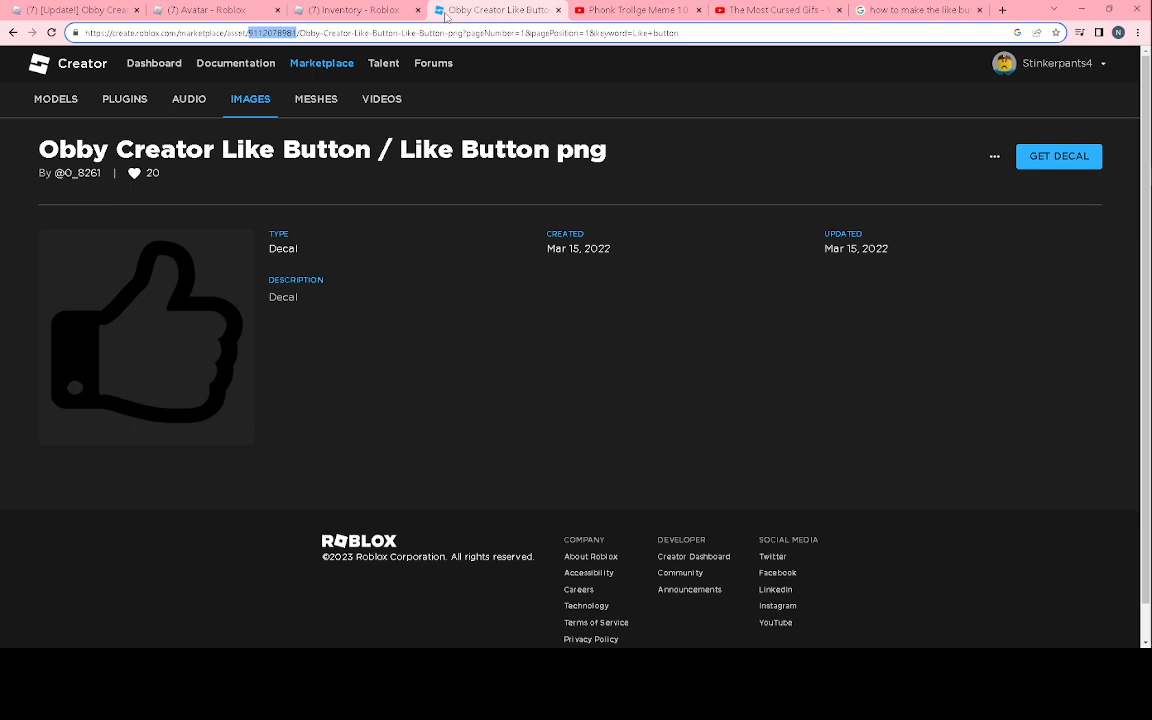 (7) [Update!] Obby Creat
(7) Avatar - Roblox
(7) Inventory - Roblox
Obby Creator Like Butto
Phonk Trollge Meme 10
The Most Cursed Gifs - Y
how to make the like bu
https://create.roblox.com/marketplace/asset/9112078981/Obby-Creator-Like-Button-Like-Button-png?pageNumber=1&pagePosition=1&keyword=Like+button
N
Creator Dashboard Documentation Marketplace Talent Forums Stinkerpants4
MODELS PLUGINS AUDIO IMAGES MESHES VIDEOS
Obby Creator Like Button / Like Button png
By @O_8261 | 20
GET DECAL
TYPE CREATED UPDATED
Decal Mar 15, 2022 Mar 15, 2022
DESCRIPTION
Decal
ROBLOX
©2023 Roblox Corporation. All rights reserved.
COMPANY
About Roblox
Accessibility
Careers
Technology
Terms of Service
Privacy Policy
DEVELOPER
Creator Dashboard
Community
Announcements
SOCIAL MEDIA
Twitter
Facebook
LinkedIn
Instagram
YouTube